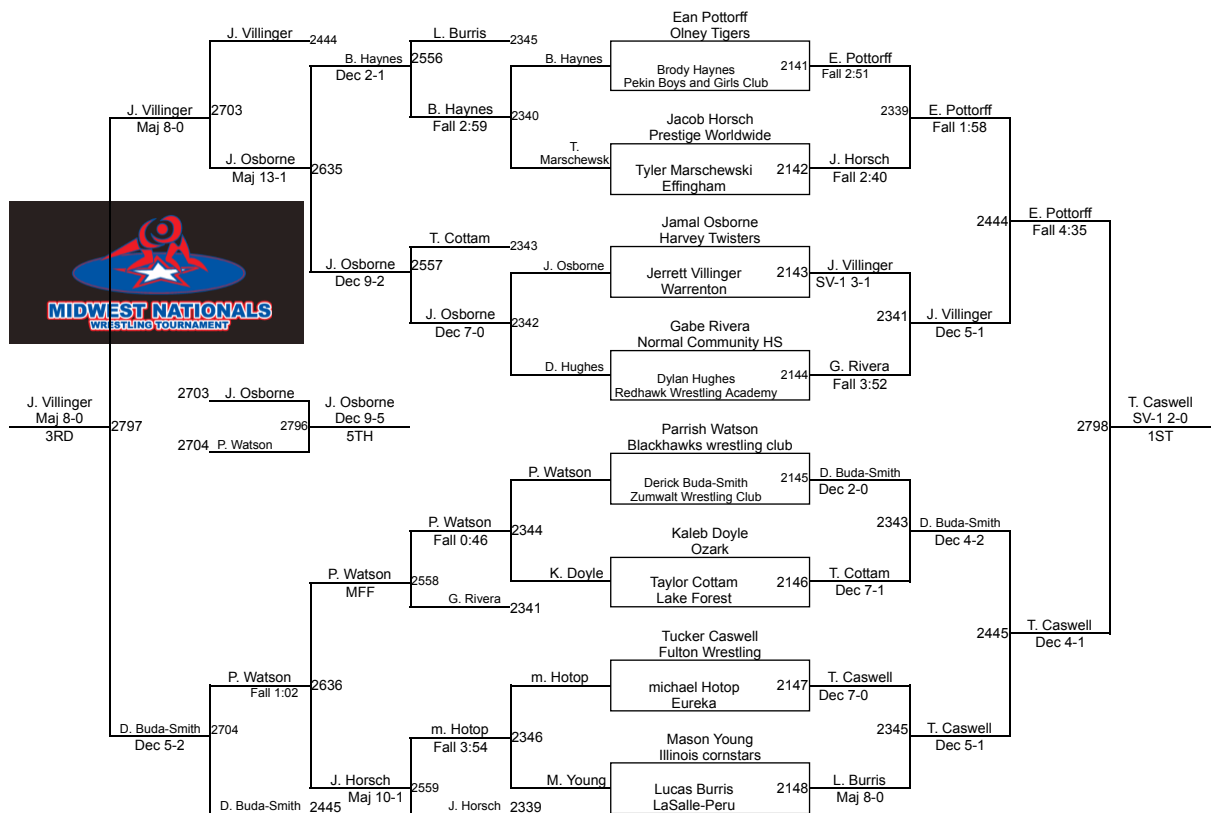 Ean Pottorff
Olney Tigers
J. Villinger
2444
L. Burris
2345
B. Haynes
2556
Dec 2-1
B. Haynes
Brody Haynes
Pekin Boys and Girls Club
2141
E. Pottorff
Fall 2:51
J. Villinger
2703
Maj 8-0
B. Haynes
2340
Fall 2:59
Jacob Horsch
Prestige Worldwide
2339
E. Pottorff
Fall 1:58
J. Osborne
2635
Maj 13-1
T.
Marschewsk
Tyler Marschewski
Effingham
2142
J. Horsch
Fall 2:40
MIDWEST NATIONALS
WRESTLING TOURNAMENT
Jamal Osborne
Harvey Twisters
2444
E. Pottorff
Fall 4:35
T. Cottam
2343
J. Osborne
2557
Dec 9-2
J. Osborne
Jerrett Villinger
Warrenton
2143
J. Villinger
SV-1 3-1
J. Osborne
2342
Dec 7-0
Gabe Rivera
Normal Community HS
2341
J. Villinger
Dec 5-1
D. Hughes
Dylan Hughes
Redhawk Wrestling Academy
2144
G. Rivera
Fall 3:52
J. Villinger
Maj 8-0
3RD
2797
2703
J. Osborne
2796
2704
P. Watson
J. Osborne
Dec 9-5
5TH
2798
T. Caswell
SV-1 2-0
1ST
Parrish Watson
Blackhawks wrestling club
P. Watson
Derick Buda-Smith
Zumwalt Wrestling Club
2145
D. Buda-Smith
Dec 2-0
P. Watson
2344
Fall 0:46
Kaleb Doyle
Ozark
2343
D. Buda-Smith
Dec 4-2
P. Watson
2558
MFF
K. Doyle
Taylor Cottam
Lake Forest
2146
T. Cottam
Dec 7-1
G. Rivera
2341
Tucker Caswell
Fulton Wrestling
2445
T. Caswell
Dec 4-1
P. Watson
2636
Fall 1:02
m. Hotop
michael Hotop
Eureka
2147
T. Caswell
Dec 7-0
D. Buda-Smith
2704
Dec 5-2
m. Hotop
2346
Fall 3:54
Mason Young
Illinois cornstars
2345
T. Caswell
Dec 5-1
J. Horsch
2559
Maj 10-1
M. Young
Lucas Burris
LaSalle-Peru
2148
L. Burris
Maj 8-0
D. Buda-Smith
2445
J. Horsch
2339